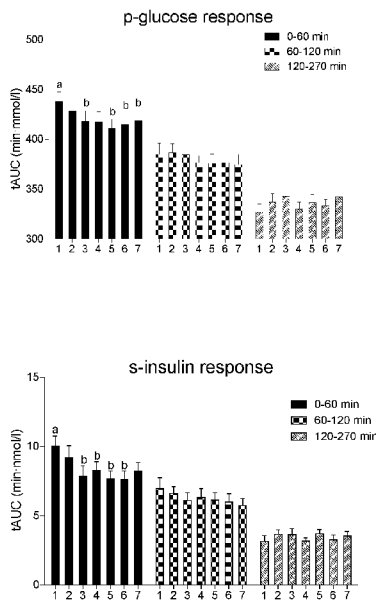 p-glucose response
0-60 min
60-120 min
120-270 min
tAUC (min mmol/l)
500
450
400
350
300
a
b
b
b
b
1 2 3 4 5 6 7
1 2 3 4 5 6 7
1 2 3 4 5 6 7
s-insulin response
0-60 min
60-120 min
120-270 min
tAUC (min·nmol/l)
15
10
5
0
a
b
b
b
b
1 2 3 4 5 6 7
1 2 3 4 5 6 7
1 2 3 4 5 6 7